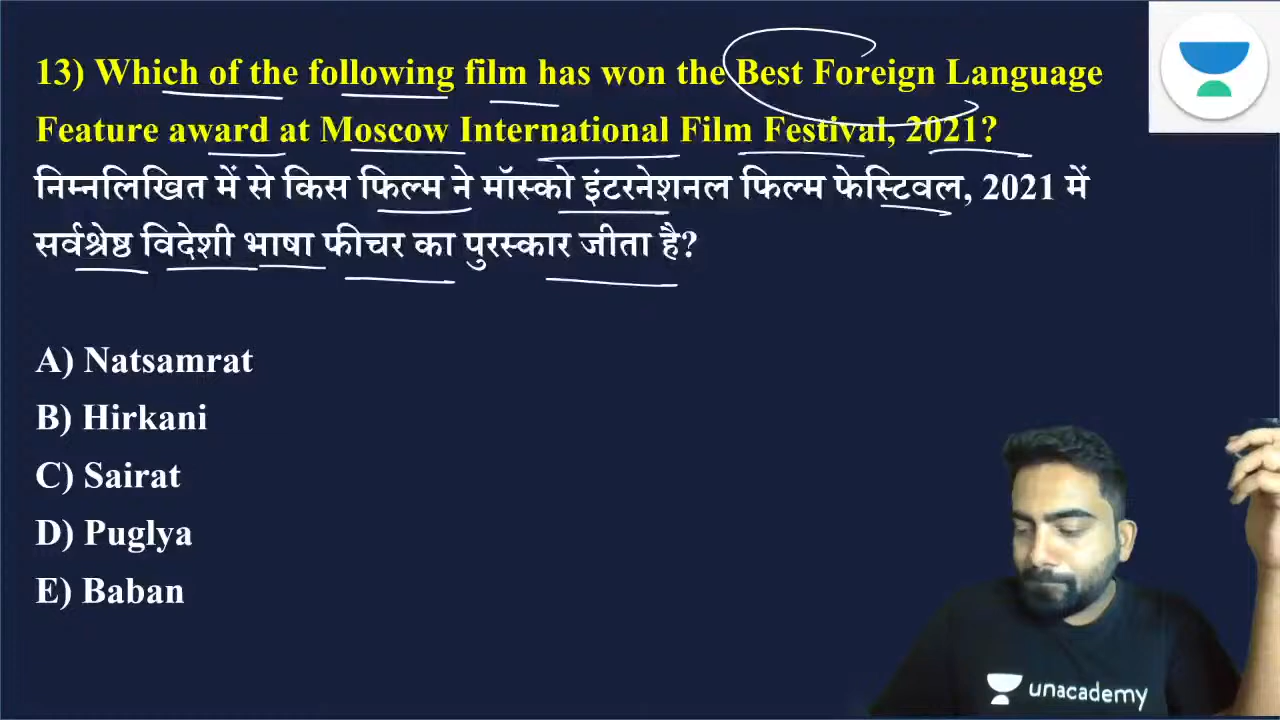 13) Which of the following film has won the Best Foreign Language
Feature award at Moscow International Film Festival, 2021?
निम्नलिखित में से किस फिल्म ने मॉस्को इंटरनेशनल फिल्म फेस्टिवल, 2021 में
सर्वश्रेष्ठ विदेशी भाषा फीचर का पुरस्कार जीता है?
A) Natsamrat
B) Hirkani
C) Sairat
D) Puglya
E) Baban
unacademy